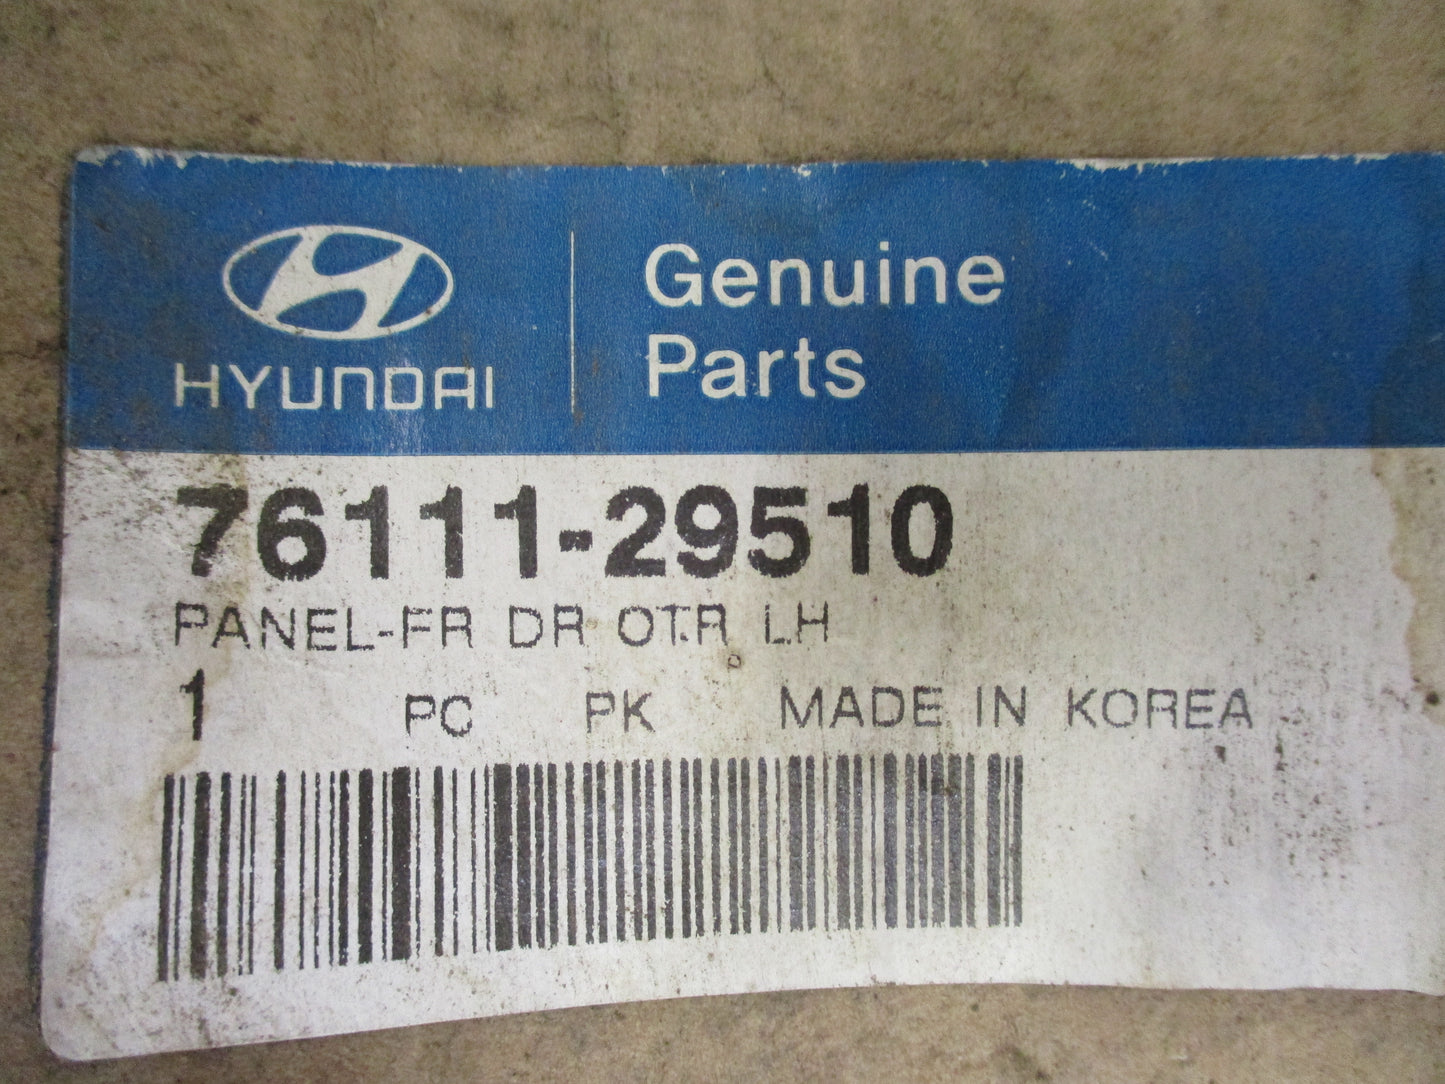 HYUNDAI
Genuine
Parts
76111-29510
PANEL-FR DR OTR LH
1 PC PK MADE IN KOREA